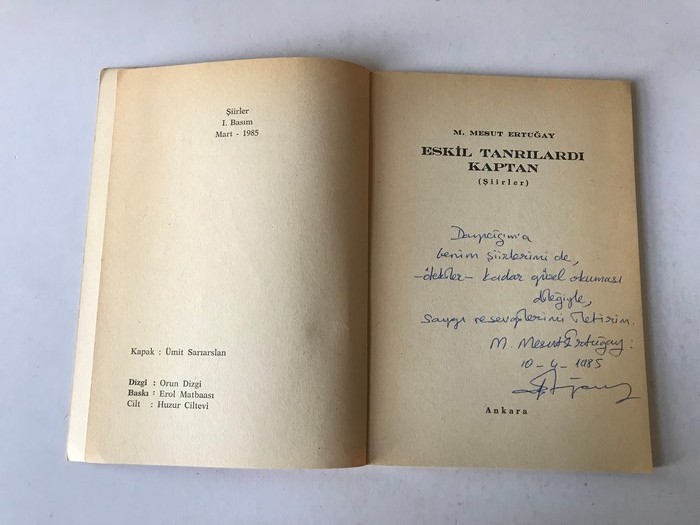 Şiirler
I. Basım
Mart - 1985
Kapak : Ümit Sarıarslan
Dizgi : Orun Dizgi
Baskı : Erol Matbaası
Cilt : Huzur Ciltevi
M. MESUT ERTUĞAY
ESKİL TANRILARDI
KAPTAN
(Şiirler)
Dayıcığım'a
benim şiirlerimi de,
-ötekiler- kadar güzel okuması
dileğiyle,
saygı ve sevgilerimi iletirim.
M. Mesut Ertuğay
10-4-1985
Ankara